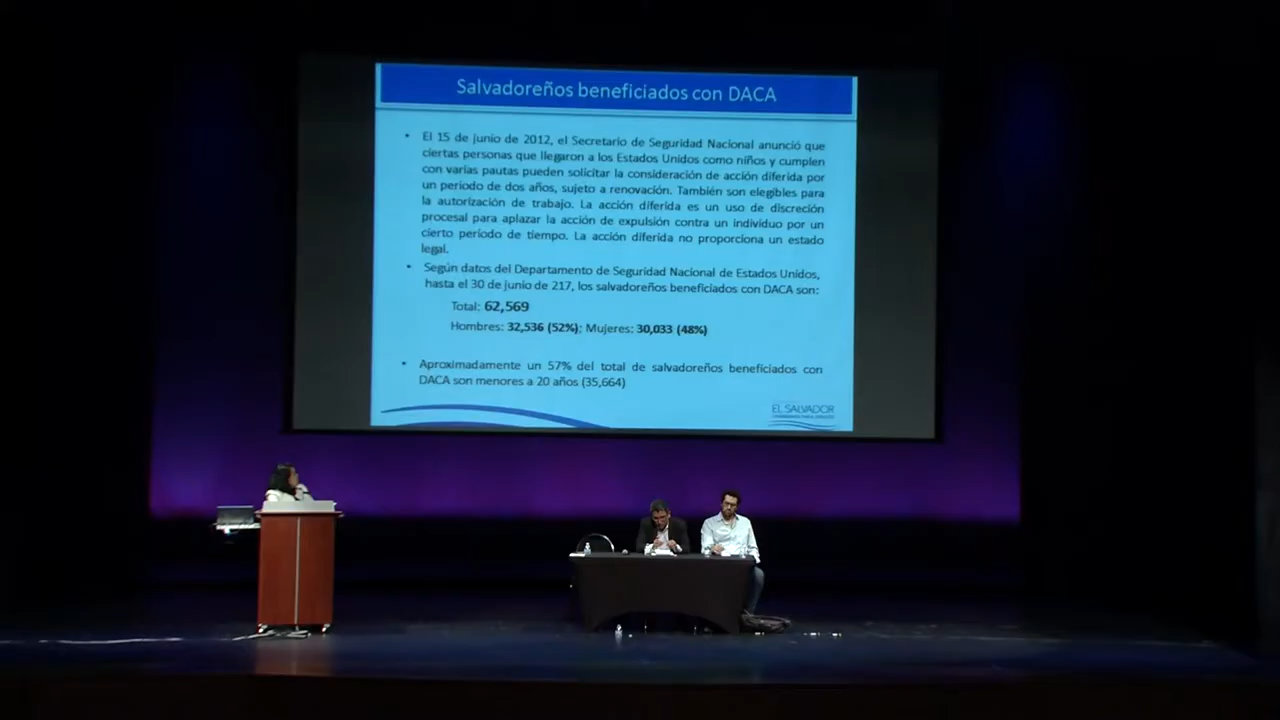 Salvadoreños beneficiados con DACA
• El 15 de junio de 2012, el Secretario de Seguridad Nacional anunció que
ciertas personas que llegaron a los Estados Unidos como niños y cumplen
con varias pautas pueden solicitar la consideración de acción diferida por
un período de dos años, sujeto a renovación. También son elegibles para
la autorización de trabajo. La acción diferida es un uso de discreción
procesal para aplazar la acción de expulsión contra un individuo por un
cierto período de tiempo. La acción diferida no proporciona un estado
legal.
• Según datos del Departamento de Seguridad Nacional de Estados Unidos,
hasta el 30 de junio de 217, los salvadoreños beneficiados con DACA son:
Total: 62,569
Hombres: 32,536 (52%); Mujeres: 30,033 (48%)
• Aproximadamente un 57% del total de salvadoreños beneficiados con
DACA son menores a 20 años (35,664)
EL SALVADOR